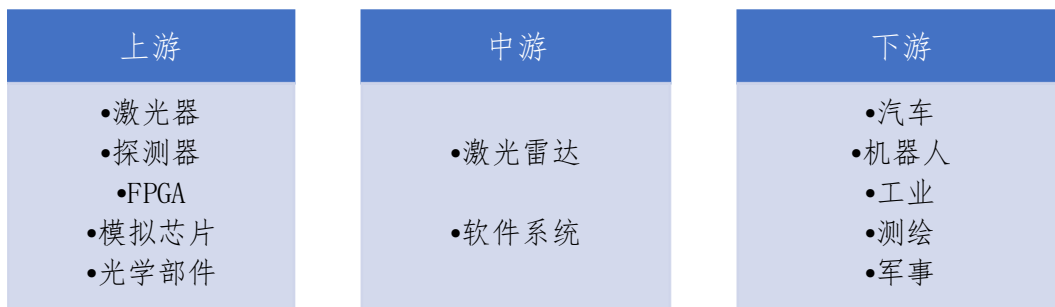 上游
•激光器
•探测器
•FPGA
•模拟芯片
•光学部件
中游
•激光雷达
•软件系统
下游
•汽车
•机器人
•工业
•测绘
•军事